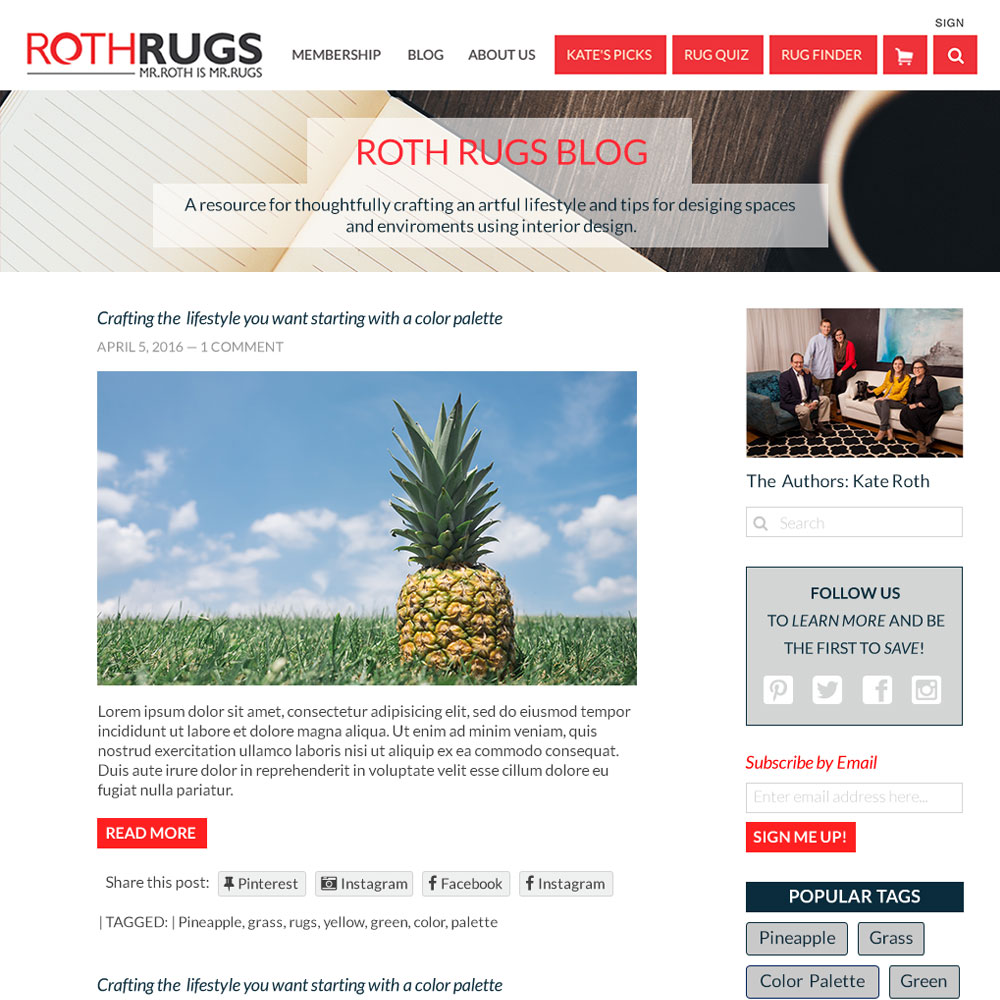 SIGN
ROTHRUGS
MR.ROTH IS MR.RUGS
MEMBERSHIP BLOG ABOUT US KATE'S PICKS RUG QUIZ RUG FINDER
ROTH RUGS BLOG
A resource for thoughtfully crafting an artful lifestyle and tips for desiging spaces
and enviroments using interior design.
Crafting the lifestyle you want starting with a color palette
APRIL 5, 2016 — 1 COMMENT
Lorem ipsum dolor sit amet, consectetur adipisicing elit, sed do eiusmod tempor
incididunt ut labore et dolore magna aliqua. Ut enim ad minim veniam, quis
nostrud exercitation ullamco laboris nisi ut aliquip ex ea commodo consequat.
Duis aute irure dolor in reprehenderit in voluptate velit esse cillum dolore eu
fugiat nulla pariatur.
READ MORE
Share this post: Pinterest Instagram Facebook Instagram
| TAGGED: | Pineapple, grass, rugs, yellow, green, color, palette
Crafting the lifestyle you want starting with a color palette
The Authors: Kate Roth
Search
FOLLOW US
TO LEARN MORE AND BE
THE FIRST TO SAVE!
Subscribe by Email
Enter email address here...
SIGN ME UP!
POPULAR TAGS
Pineapple Grass
Color Palette Green